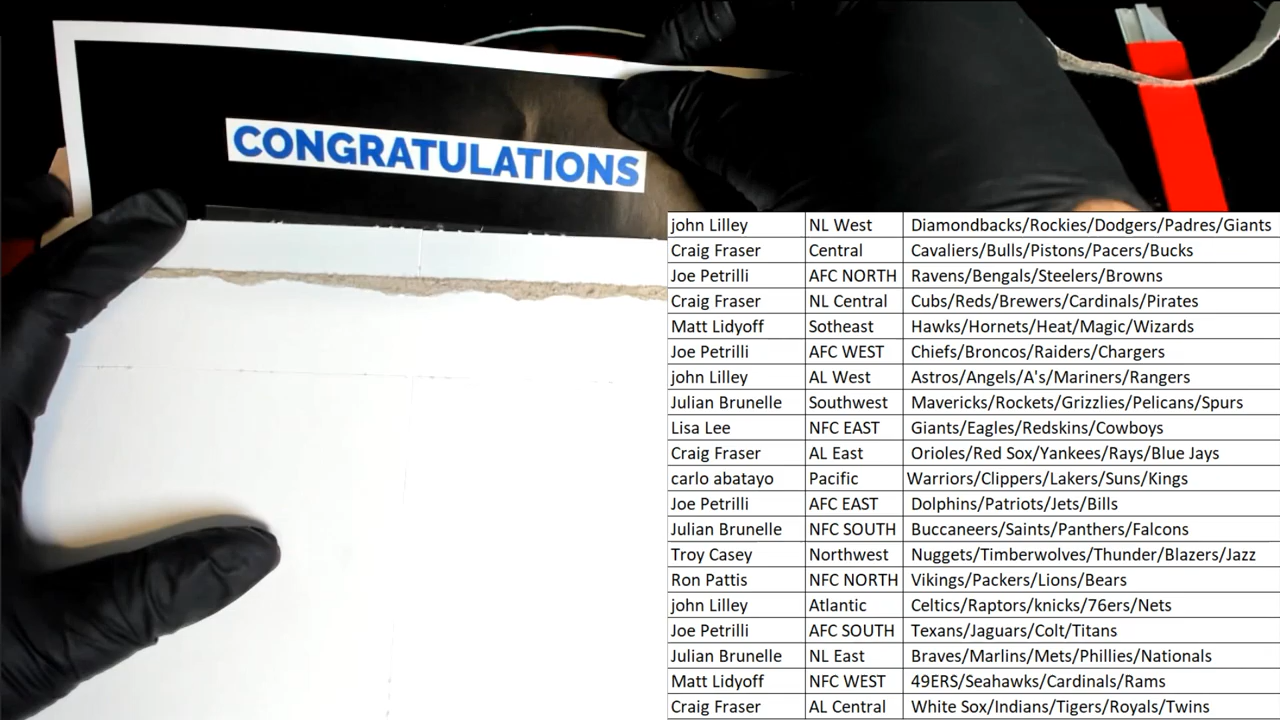 CONGRATULATIONS
john Lilley NL West Diamondbacks/Rockies/Dodgers/Padres/Giants
Craig Fraser Central Cavaliers/Bulls/Pistons/Pacers/Bucks
Joe Petrilli AFC NORTH Ravens/Bengals/Steelers/Browns
Craig Fraser NL Central Cubs/Reds/Brewers/Cardinals/Pirates
Matt Lidyoff Sotheast Hawks/Hornets/Heat/Magic/Wizards
Joe Petrilli AFC WEST Chiefs/Broncos/Raiders/Chargers
john Lilley AL West Astros/Angels/A's/Mariners/Rangers
Julian Brunelle Southwest Mavericks/Rockets/Grizzlies/Pelicans/Spurs
Lisa Lee NFC EAST Giants/Eagles/Redskins/Cowboys
Craig Fraser AL East Orioles/Red Sox/Yankees/Rays/Blue Jays
carlo abatayo Pacific Warriors/Clippers/Lakers/Suns/Kings
Joe Petrilli AFC EAST Dolphins/Patriots/Jets/Bills
Julian Brunelle NFC SOUTH Buccaneers/Saints/Panthers/Falcons
Troy Casey Northwest Nuggets/Timberwolves/Thunder/Blazers/Jazz
Ron Pattis NFC NORTH Vikings/Packers/Lions/Bears
john Lilley Atlantic Celtics/Raptors/knicks/76ers/Nets
Joe Petrilli AFC SOUTH Texans/Jaguars/Colt/Titans
Julian Brunelle NL East Braves/Marlins/Mets/Phillies/Nationals
Matt Lidyoff NFC WEST 49ERS/Seahawks/Cardinals/Rams
Craig Fraser AL Central White Sox/Indians/Tigers/Royals/Twins